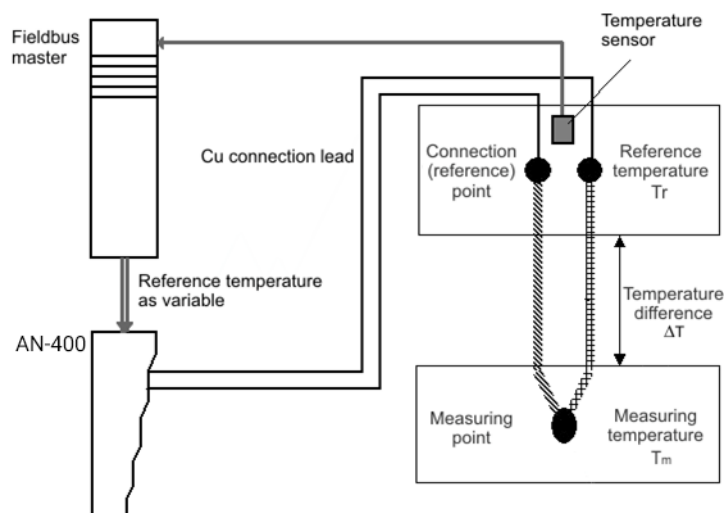 Fieldbus
master
Temperature
sensor
Cu connection lead
Connection
(reference)
point
Reference
temperature
Tr
Reference temperature
as variable
Temperature
difference
ΔT
AN-400
Measuring
point
Measuring
temperature
Tm